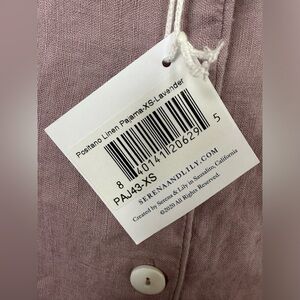 Positano Linen Pajama-XS-Lavender
8 40141 20629 5
PAJ43-XS
SERENAANDLILY.COM
Created by Serena & Lily in Sausalito, California
©2020 All Rights Reserved.